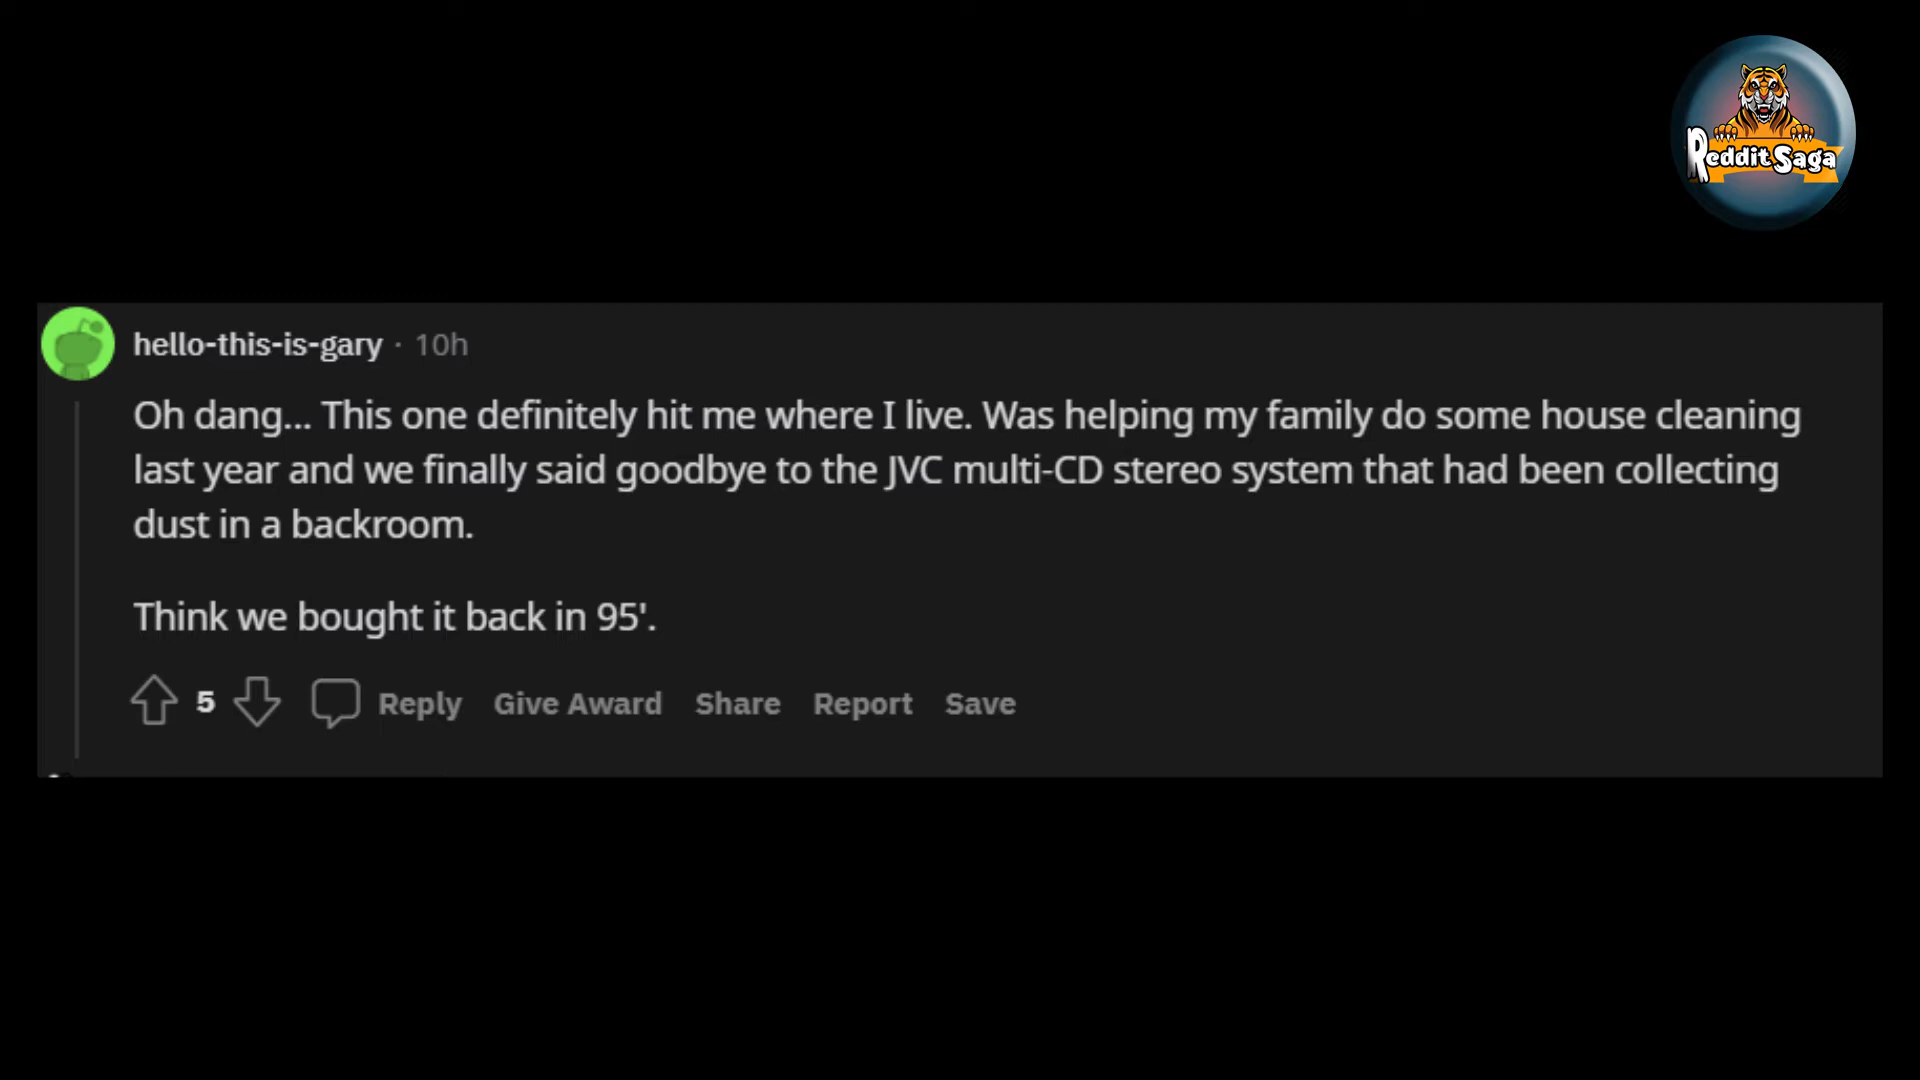 Reddit Saga
hello-this-is-gary · 10h
Oh dang... This one definitely hit me where I live. Was helping my family do some house cleaning
last year and we finally said goodbye to the JVC multi-CD stereo system that had been collecting
dust in a backroom.
Think we bought it back in 95'.
5 Reply Give Award Share Report Save